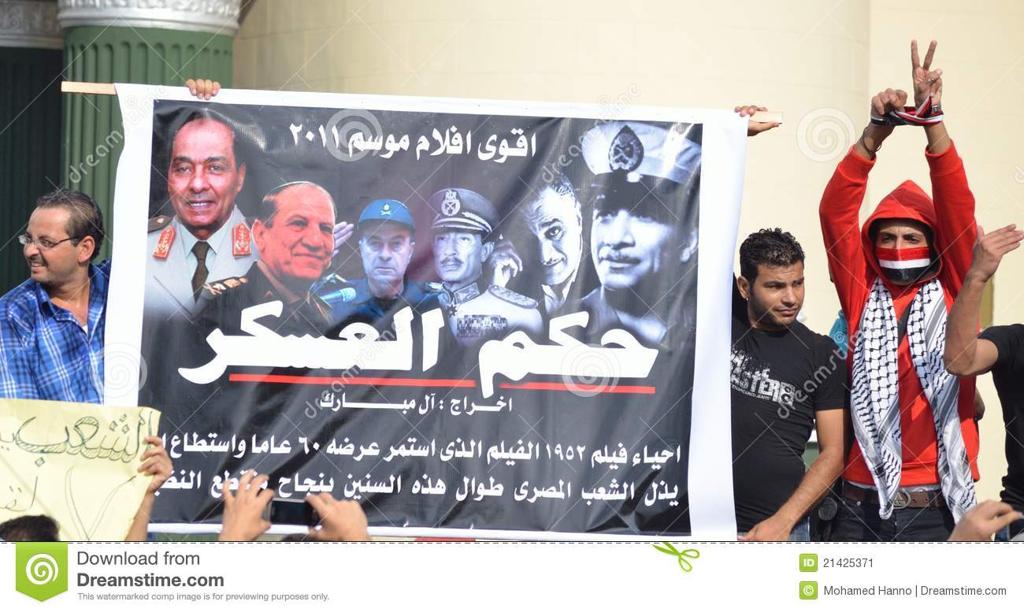 اقوى افلام موسم ٢٠١١
حكم العسكر
اخراج : آل مبارك
احياء فيلم ١٩٥٢ الفيلم الذى استمر عرضه ٦٠ عاما واستطاع
يذل الشعب المصرى طوال هذه السنين بنجاح
الشعب
dreamstime
Download from
Dreamstime.com
This watermarked comp image is for previewing purposes only.
ID 21425371
© Mohamed Hanno | Dreamstime.com